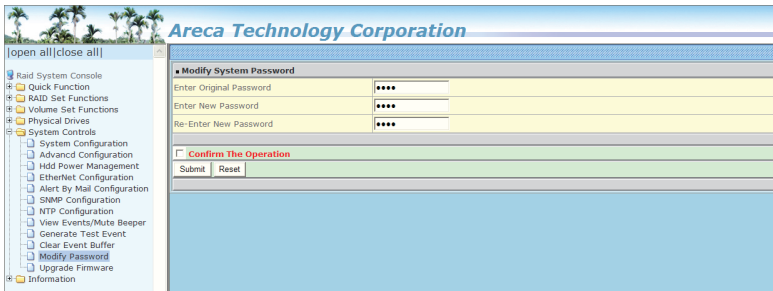 Areca Technology Corporation
|open all|close all|
Raid System Console
Quick Function
RAID Set Functions
Volume Set Functions
Physical Drives
System Controls
System Configuration
Advancd Configuration
Hdd Power Management
EtherNet Configuration
Alert By Mail Configuration
SNMP Configuration
NTP Configuration
View Events/Mute Beeper
Generate Test Event
Clear Event Buffer
Modify Password
Upgrade Firmware
Information
▪ Modify System Password
Enter Original Password ••••
Enter New Password ••••
Re-Enter New Password ••••
Confirm The Operation
Submit Reset